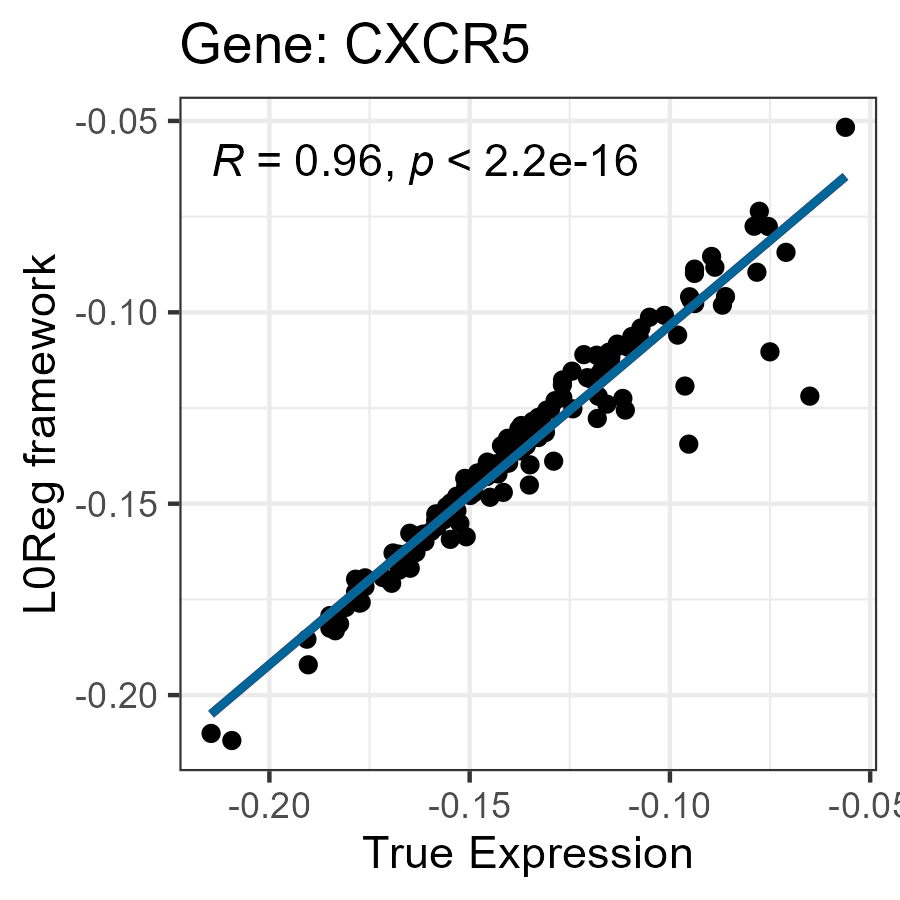 Gene: CXCR5
R = 0.96, p < 2.2e-16
L0Reg framework
-0.05
-0.10
-0.15
-0.20
-0.20 -0.15 -0.10 -0.05
True Expression